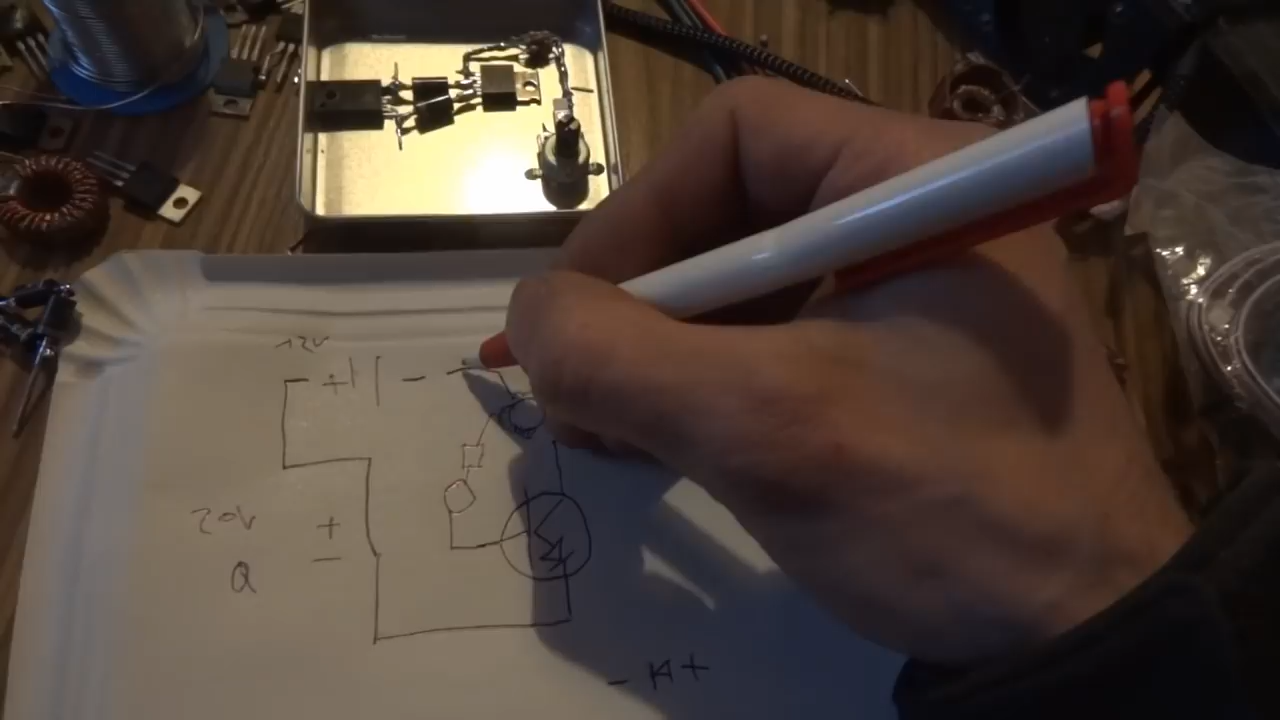 12V
+ -
20V +
-
Q
- +